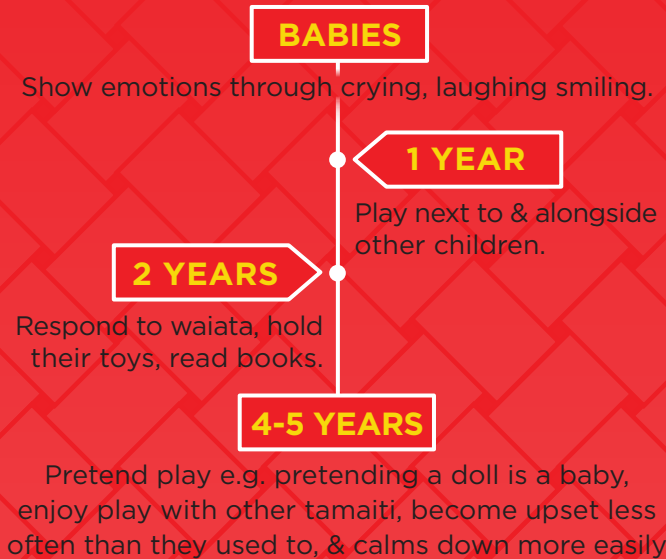 BABIES
Show emotions through crying, laughing smiling.
1 YEAR
Play next to & alongside
other children.
2 YEARS
Respond to waiata, hold
their toys, read books.
4-5 YEARS
Pretend play e.g. pretending a doll is a baby,
enjoy play with other tamaiti, become upset less
often than they used to, & calms down more easily